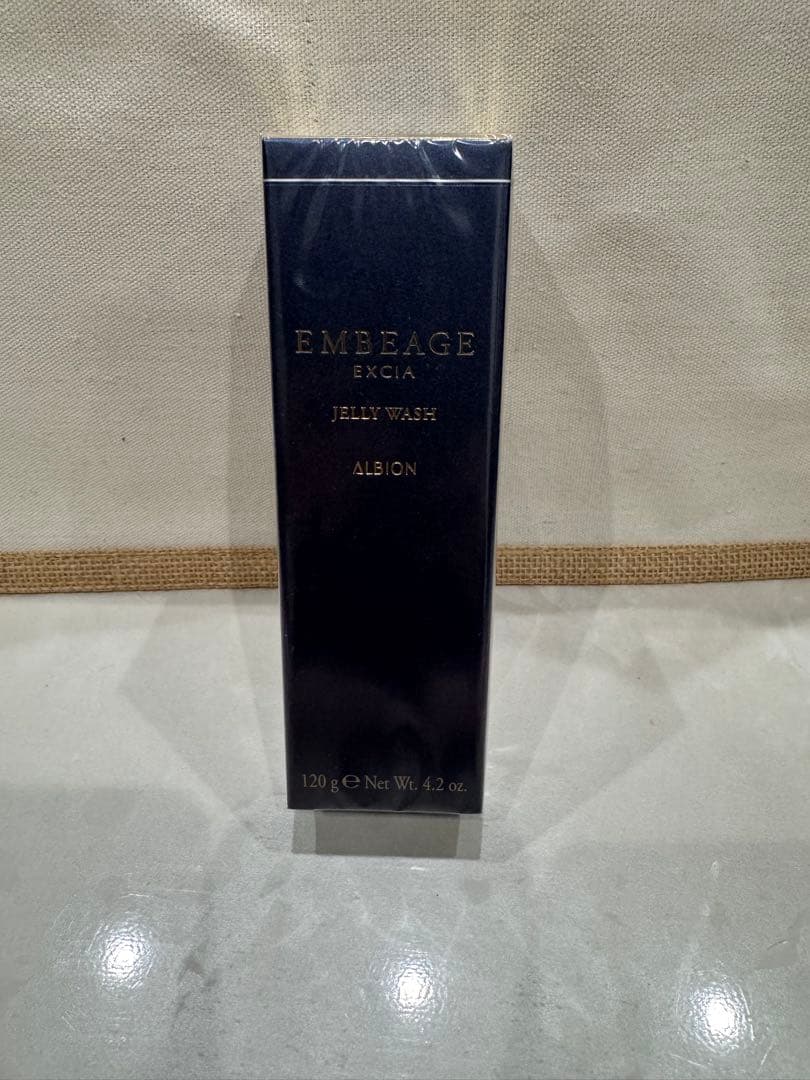 EMBEAGE
EXCIA
JELLY WASH
ALBION
120 g ℮ Net Wt. 4.2 oz.